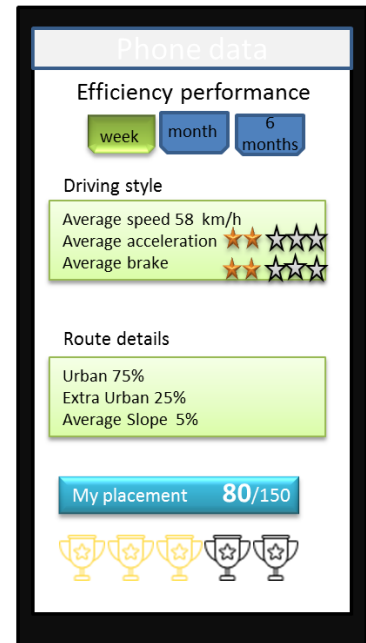 Phone data
Efficiency performance
week
month
6
months
Driving style
Average speed 58 km/h
Average acceleration
Average brake
Route details
Urban 75%
Extra Urban 25%
Average Slope 5%
My placement 80/150